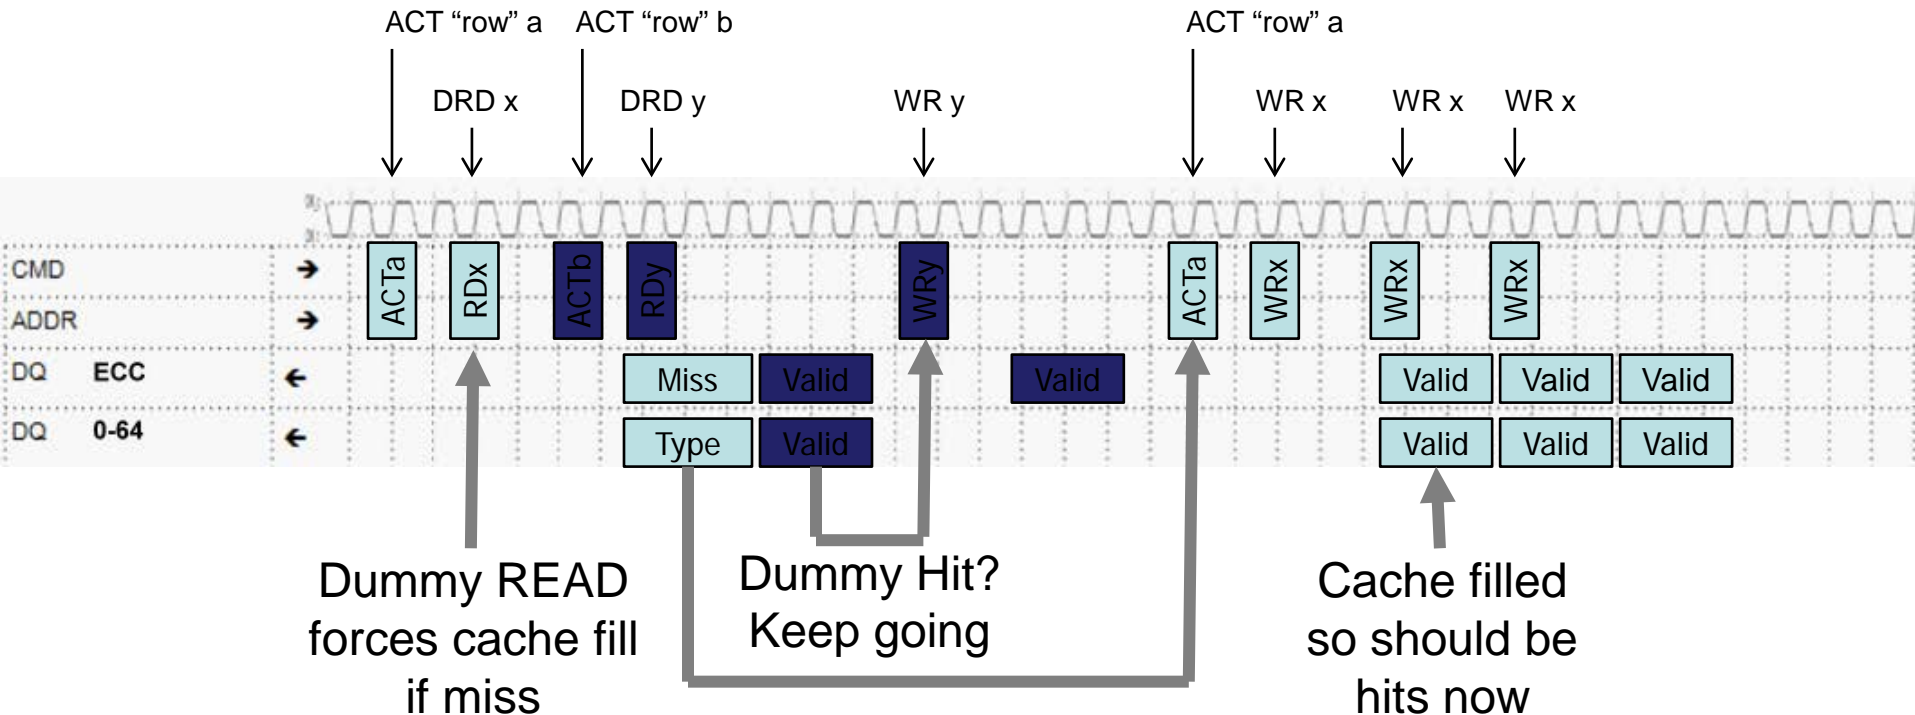 ACT “row” a
ACT “row” b
ACT “row” a
DRD x
DRD y
WR y
WR x
WR x
WR x
CMD
ADDR
ACTa
RDx
ACTb
RDy
WRy
ACTa
WRx
WRx
WRx
DQ ECC
Miss
Valid
Valid
Valid
Valid
Valid
DQ 0-64
Type
Valid
Valid
Valid
Valid
Dummy READ
forces cache fill
if miss
Dummy Hit?
Keep going
Cache filled
so should be
hits now